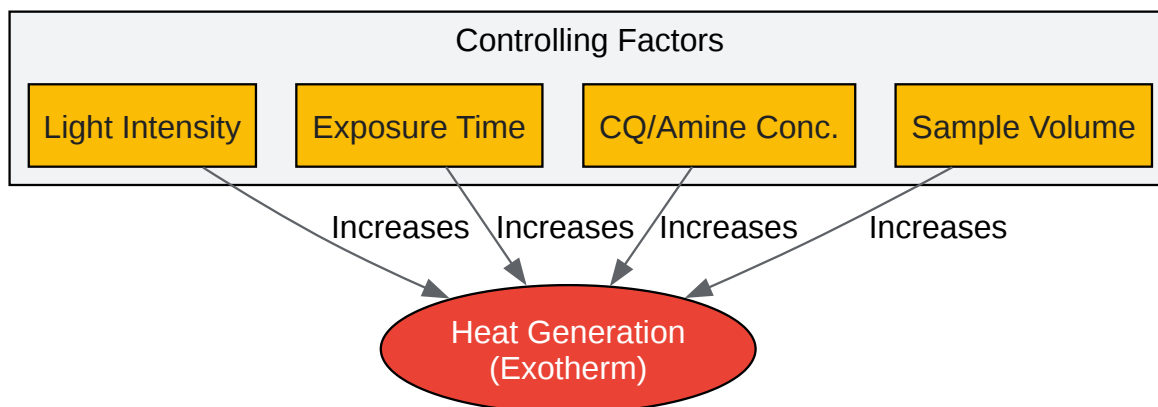 Controlling Factors
Light Intensity
Exposure Time
CQ/Amine Conc.
Sample Volume
Increases
Increases
Increases
Increases
Heat Generation
(Exotherm)